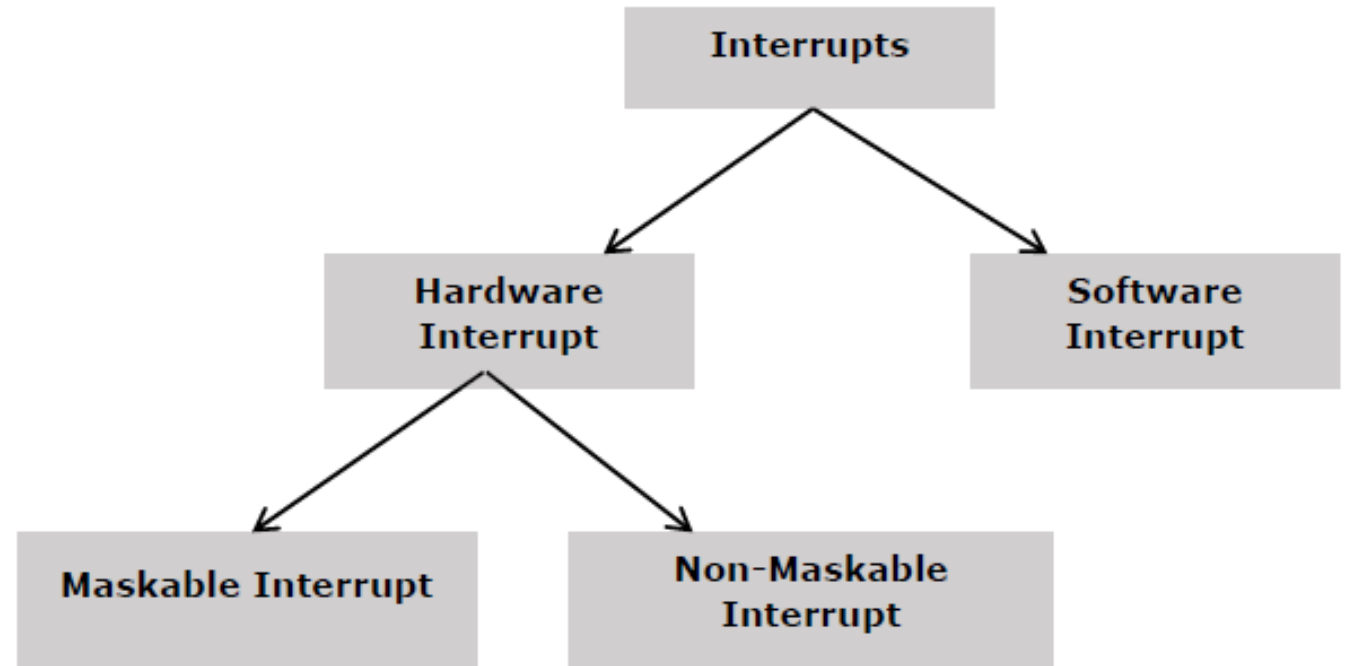 Interrupts
Hardware
Interrupt
Software
Interrupt
Maskable Interrupt
Non-Maskable
Interrupt